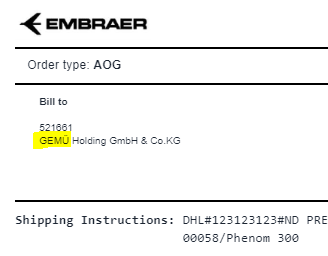 EMBRAER
Order type: AOG
Bill to
521661
GEMÜ Holding GmbH & Co.KG
Shipping Instructions: DHL#123123123#ND PRE
00058/Phenom 300